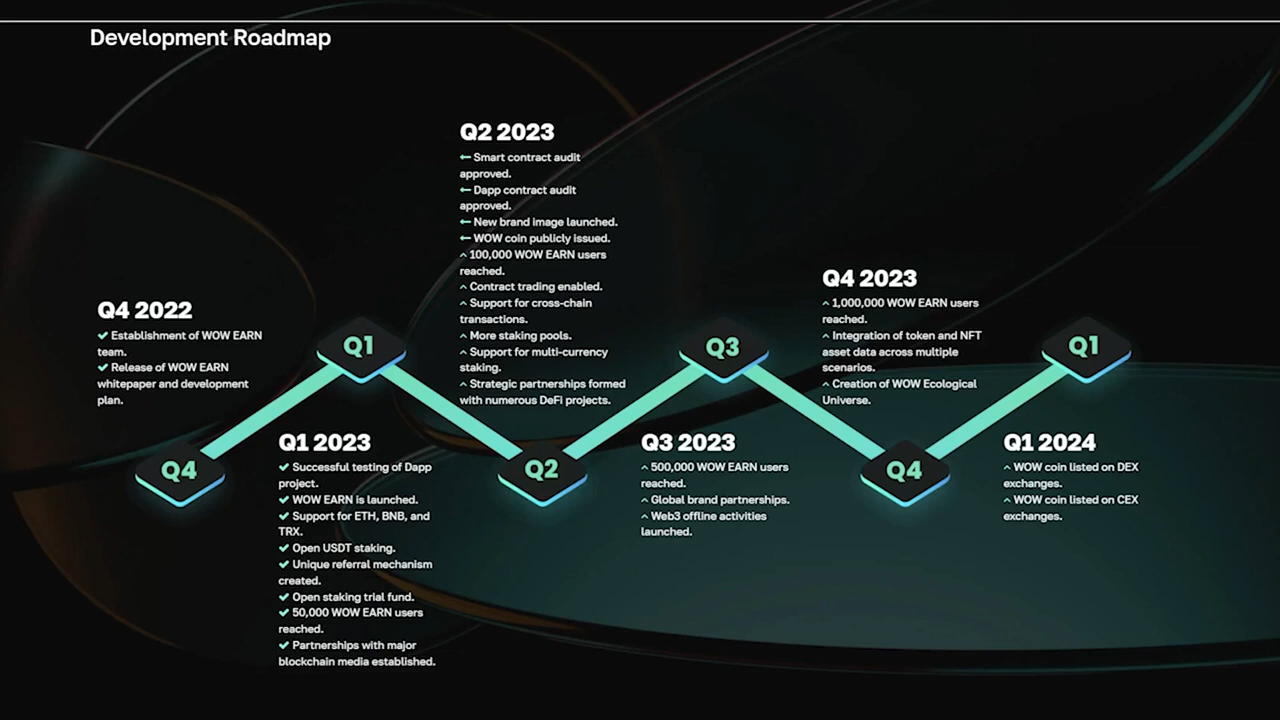 Development Roadmap
Q2 2023
← Smart contract audit
approved.
← Dapp contract audit
approved.
← New brand image launched.
← WOW coin publicly issued.
^ 100,000 WOW EARN users
reached.
^ Contract trading enabled.
^ Support for cross-chain
transactions.
^ More staking pools.
^ Support for multi-currency
staking.
^ Strategic partnerships formed
with numerous DeFi projects.
Q4 2023
^ 1,000,000 WOW EARN users
reached.
^ Integration of token and NFT
asset data across multiple
scenarios.
^ Creation of WOW Ecological
Universe.
Q4 2022
✔ Establishment of WOW EARN
team.
✔ Release of WOW EARN
whitepaper and development
plan.
Q1
Q3
Q1
Q4
Q2
Q4
Q1 2023
✔ Successful testing of Dapp
project.
✔ WOW EARN is launched.
✔ Support for ETH, BNB, and
TRX.
✔ Open USDT staking.
✔ Unique referral mechanism
created.
✔ Open staking trial fund.
✔ 50,000 WOW EARN users
reached.
✔ Partnerships with major
blockchain media established.
Q3 2023
^ 500,000 WOW EARN users
reached.
^ Global brand partnerships.
^ Web3 offline activities
launched.
Q1 2024
^ WOW coin listed on DEX
exchanges.
^ WOW coin listed on CEX
exchanges.